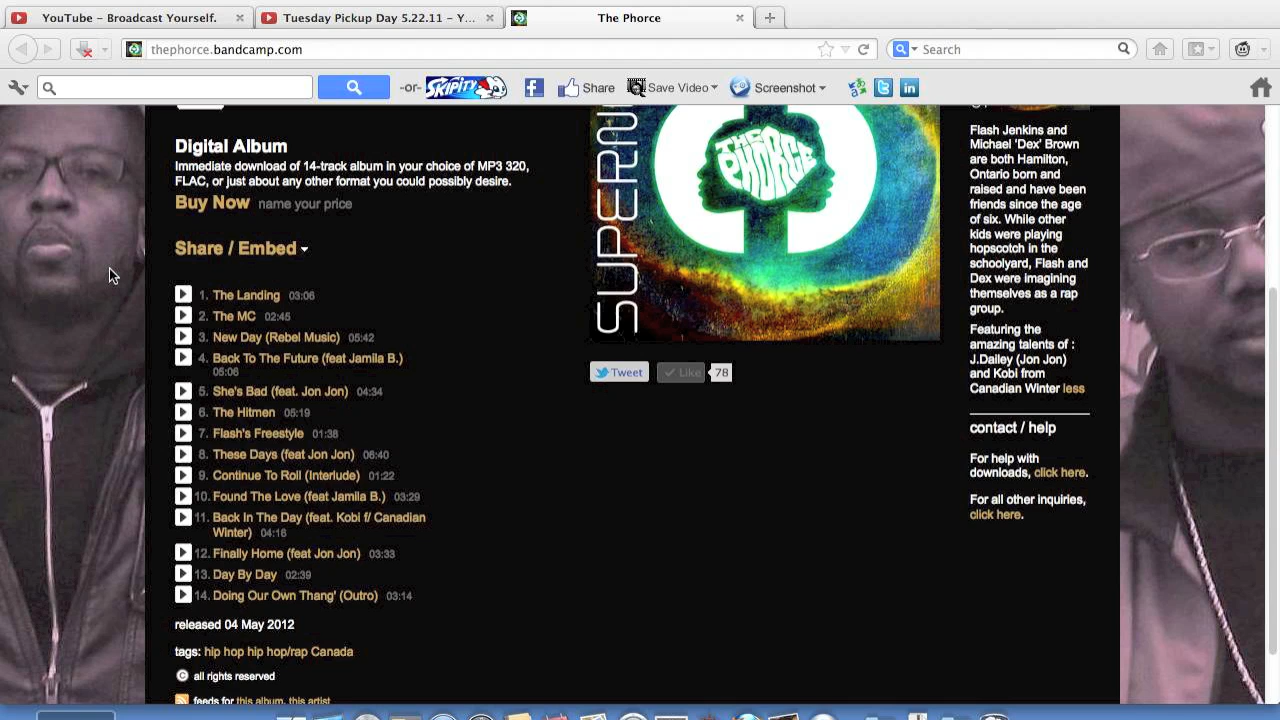 YouTube - Broadcast Yourself.
Tuesday Pickup Day 5.22.11 - Y...
The Phorce
thephorce.bandcamp.com
Search
-or- SKIPITY
Share
Save Video
Screenshot
Digital Album
Immediate download of 14-track album in your choice of MP3 320,
FLAC, or just about any other format you could possibly desire.
Buy Now name your price
Share / Embed
1. The Landing 03:06
2. The MC 02:45
3. New Day (Rebel Music) 05:42
4. Back To The Future (feat Jamila B.)
05:06
5. She's Bad (feat. Jon Jon) 04:34
6. The Hitmen 05:19
7. Flash's Freestyle 01:38
8. These Days (feat Jon Jon) 06:40
9. Continue To Roll (Interlude) 01:22
10. Found The Love (feat Jamila B.) 03:29
11. Back In The Day (feat. Kobi f/ Canadian
Winter) 04:16
12. Finally Home (feat Jon Jon) 03:33
13. Day By Day 02:39
14. Doing Our Own Thang' (Outro) 03:14
released 04 May 2012
tags: hip hop hip hop/rap Canada
© all rights reserved
feeds for this album, this artist
SUPERN
THE
PHORCE
Tweet
Like
78
Flash Jenkins and
Michael 'Dex' Brown
are both Hamilton,
Ontario born and
raised and have been
friends since the age
of six. While other
kids were playing
hopscotch in the
schoolyard, Flash and
Dex were imagining
themselves as a rap
group.
Featuring the
amazing talents of :
J.Dailey (Jon Jon)
and Kobi from
Canadian Winter less
contact / help
For help with
downloads, click here.
For all other inquiries,
click here.